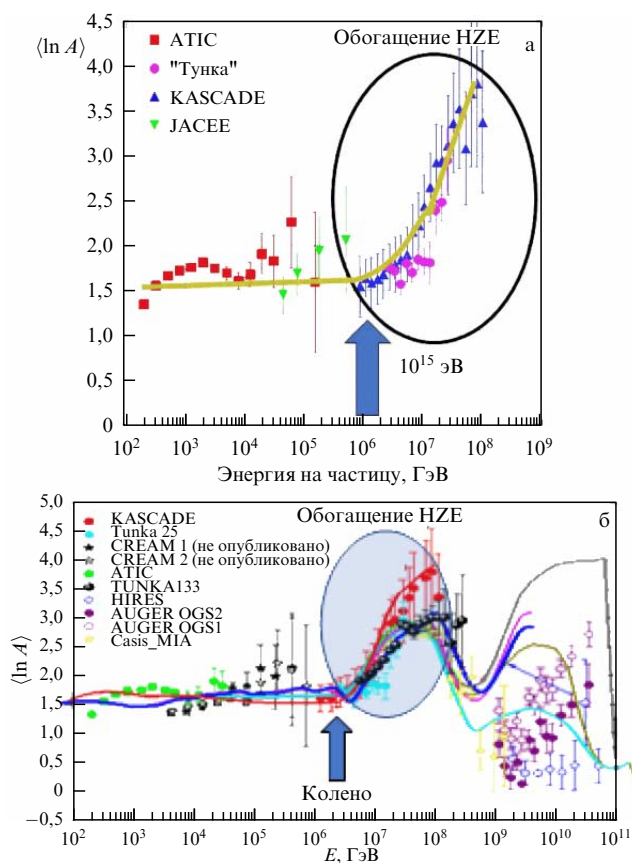 ⟨ln A⟩
4,5
4,0
3,5
3,0
2,5
2,0
1,5
1,0
0,5
0
ATIC
"Тунка"
KASCADE
JACEE
Обогащение HZE
а
10¹⁵ эВ
10² 10³ 10⁴ 10⁵ 10⁶ 10⁷ 10⁸ 10⁹
Энергия на частицу, ГэВ
⟨ln A⟩
5,0
4,5
4,0
3,5
3,0
2,5
2,0
1,5
1,0
0,5
0
−0,5
KASCADE
Tunka 25
CREAM 1 (не опубликовано)
CREAM 2 (не опубликовано)
ATIC
TUNKA133
HIRES
AUGER OGS2
AUGER OGS1
Casis_MIA
Обогащение HZE
б
Колено
10² 10³ 10⁴ 10⁵ 10⁶ 10⁷ 10⁸ 10⁹ 10¹⁰ 10¹¹
E, ГэВ